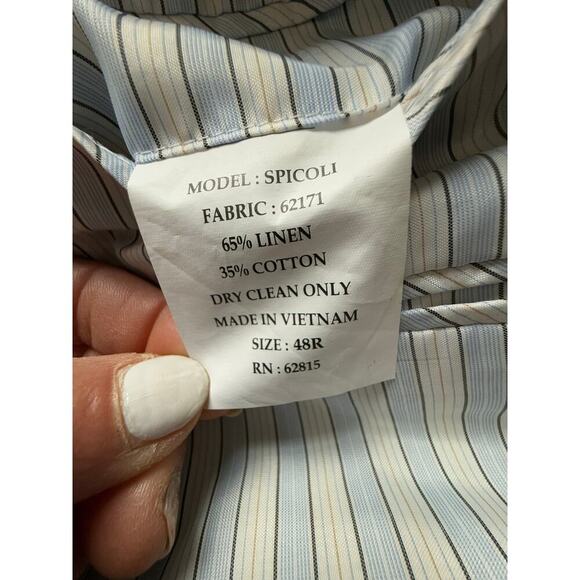 MODEL : SPICOLI
FABRIC : 62171
65% LINEN
35% COTTON
DRY CLEAN ONLY
MADE IN VIETNAM
SIZE : 48R
RN : 62815